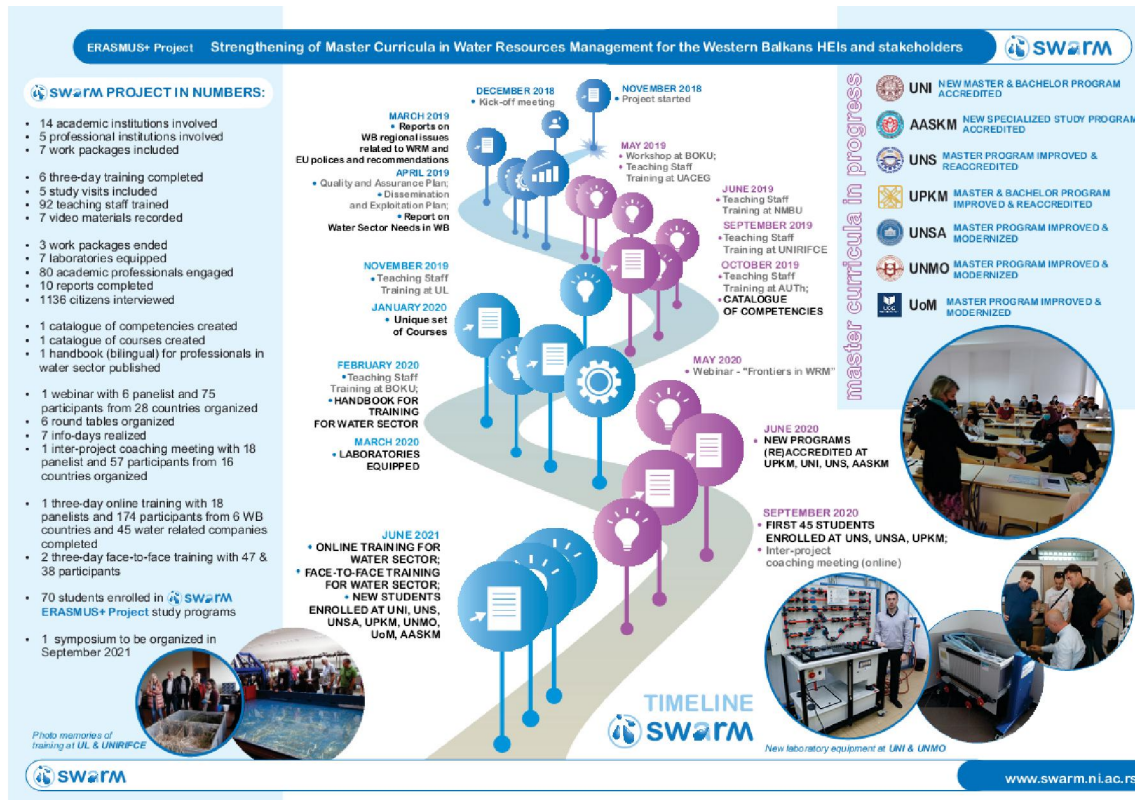 ERASMUS+ Project Strengthening of Master Curricula in Water Resources Management for the Western Balkans HEIs and stakeholders
swarm
swarm PROJECT IN NUMBERS:
• 14 academic institutions involved
• 5 professional institutions involved
• 7 work packages included
• 6 three-day training completed
• 5 study visits included
• 92 teaching staff trained
• 7 video materials recorded
• 3 work packages ended
• 7 laboratories equipped
• 80 academic professionals engaged
• 10 reports completed
• 1136 citizens interviewed
• 1 catalogue of competencies created
• 1 catalogue of courses created
• 1 handbook (bilingual) for professionals in
water sector published
• 1 webinar with 6 panelist and 75
participants from 28 countries organized
• 6 round tables organized
• 7 info-days realized
• 1 inter-project coaching meeting with 18
panelist and 57 participants from 16
countries organized
• 1 three-day online training with 18
panelists and 174 participants from 6 WB
countries and 45 water related companies
completed
• 2 three-day face-to-face training with 47 &
38 participants
• 70 students enrolled in swarm
ERASMUS+ Project study programs
• 1 symposium to be organized in
September 2021
Photo memories of
training at UL & UNIRIFCE
NOVEMBER 2018
• Project started
DECEMBER 2018
• Kick-off meeting
MARCH 2019
• Reports on
WB regional issues
related to WRM and
EU polices and recommendations
APRIL 2019
• Quality and Assurance Plan;
• Dissemination
and Exploitation Plan;
• Report on
Water Sector Needs in WB
MAY 2019
• Workshop at BOKU;
• Teaching Staff
Training at UACEG
JUNE 2019
• Teaching Staff
Training at NMBU
SEPTEMBER 2019
• Teaching Staff
Training at UNIRIFCE
OCTOBER 2019
• Teaching Staff
Training at AUTh;
• CATALOGUE
OF COMPETENCIES
NOVEMBER 2019
• Teaching Staff
Training at UL
JANUARY 2020
• Unique set
of Courses
FEBRUARY 2020
• Teaching Staff
Training at BOKU;
• HANDBOOK FOR
TRAINING
FOR WATER SECTOR
MARCH 2020
• LABORATORIES
EQUIPPED
MAY 2020
• Webinar - "Frontiers in WRM"
JUNE 2020
• NEW PROGRAMS
(RE)ACCREDITED AT
UPKM, UNI, UNS, AASKM
SEPTEMBER 2020
• FIRST 45 STUDENTS
ENROLLED AT UNS, UNSA, UPKM;
• Inter-project
coaching meeting (online)
JUNE 2021
• ONLINE TRAINING FOR
WATER SECTOR;
• FACE-TO-FACE TRAINING
FOR WATER SECTOR;
• NEW STUDENTS
ENROLLED AT UNI, UNS,
UNSA, UPKM, UNMO,
UoM, AASKM
TIMELINE
swarm
master curricula in progress
UNI NEW MASTER & BACHELOR PROGRAM
ACCREDITED
AASKM NEW SPECIALIZED STUDY PROGRAM
ACCREDITED
UNS MASTER PROGRAM IMPROVED &
REACCREDITED
UPKM MASTER & BACHELOR PROGRAM
IMPROVED & REACCREDITED
UNSA MASTER PROGRAM IMPROVED &
MODERNIZED
UNMO MASTER PROGRAM IMPROVED &
MODERNIZED
UoM MASTER PROGRAM IMPROVED &
MODERNIZED
New laboratory equipment at UNI & UNMO
swarm
www.swarm.ni.ac.rs